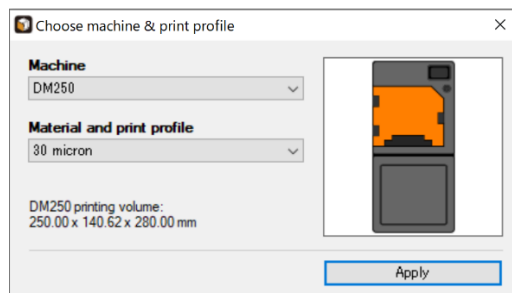 Choose machine & print profile
Machine
DM250
Material and print profile
30 micron
DM250 printing volume:
250.00 x 140.62 x 280.00 mm
Apply